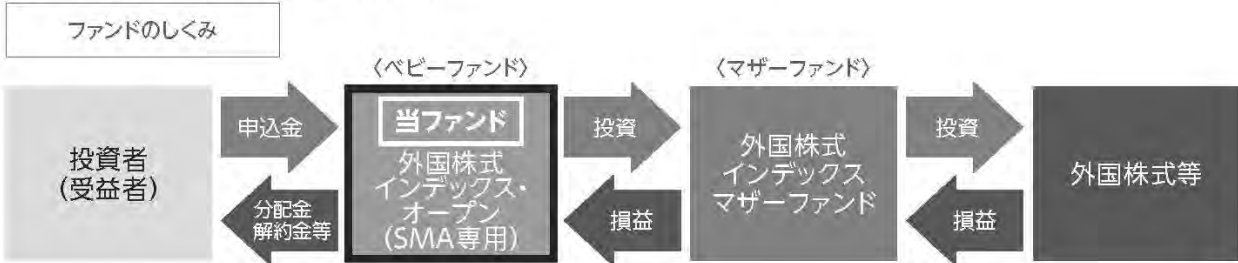 ファンドのしくみ
〈ベビーファンド〉
〈マザーファンド〉
投資者
(受益者)
申込金
分配金
解約金等
当ファンド
外国株式
インデックス・
オープン
(SMA専用)
投資
損益
外国株式
インデックス
マザーファンド
投資
損益
外国株式等